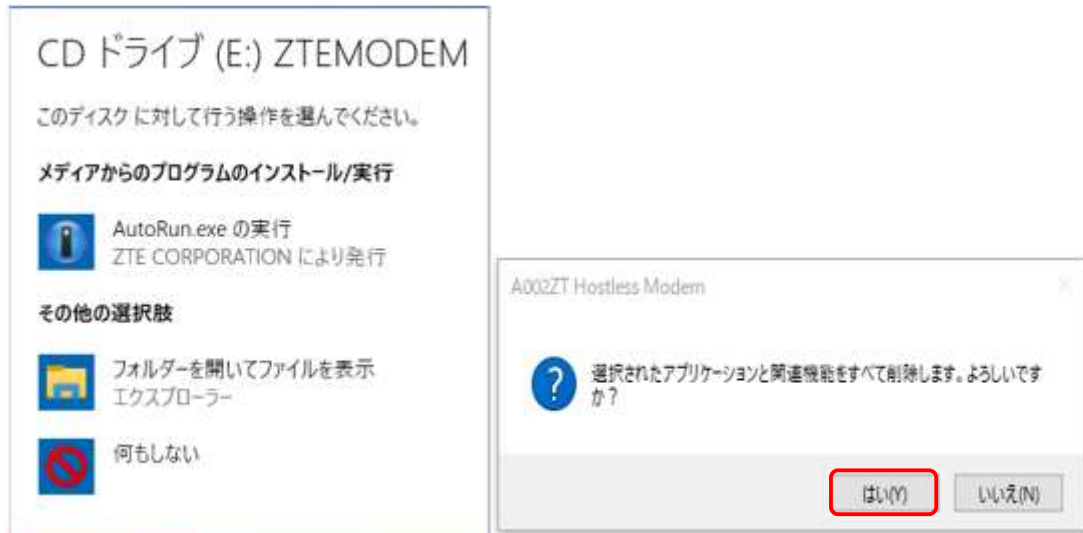 CD ドライブ (E:) ZTEMODEM
このディスク に対して行う操作を選んでください。
メディアからのプログラムのインストール/実行
AutoRun.exe の実行
ZTE CORPORATION により発行
その他の選択肢
フォルダーを開いてファイルを表示
エクスプローラー
何もしない
A002ZT Hostless Modem
選択されたアプリケーションと関連機能をすべて削除します。よろしいです
か?
はい(Y)
いいえ(N)